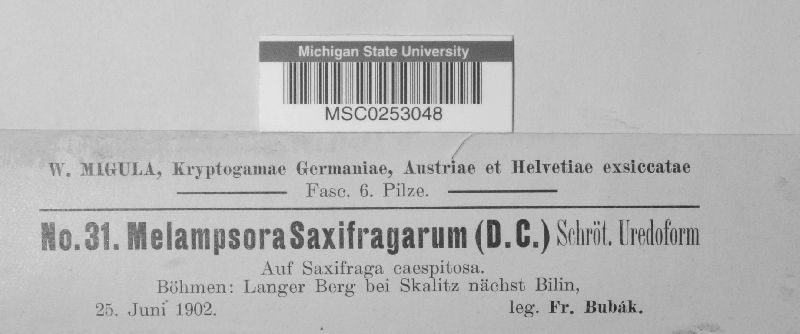 Michigan State University
MSC0253048
W. MIGULA, Kryptogamae Germaniae, Austriae et Helvetiae exsiccatae
Fasc. 6. Pilze.
No. 31. Melampsora Saxifragarum (D.C.) Schröt. Uredoform
Auf Saxifraga caespitosa.
Böhmen: Langer Berg bei Skalitz nächst Bilin,
25. Juni 1902. leg. Fr. Bubák.